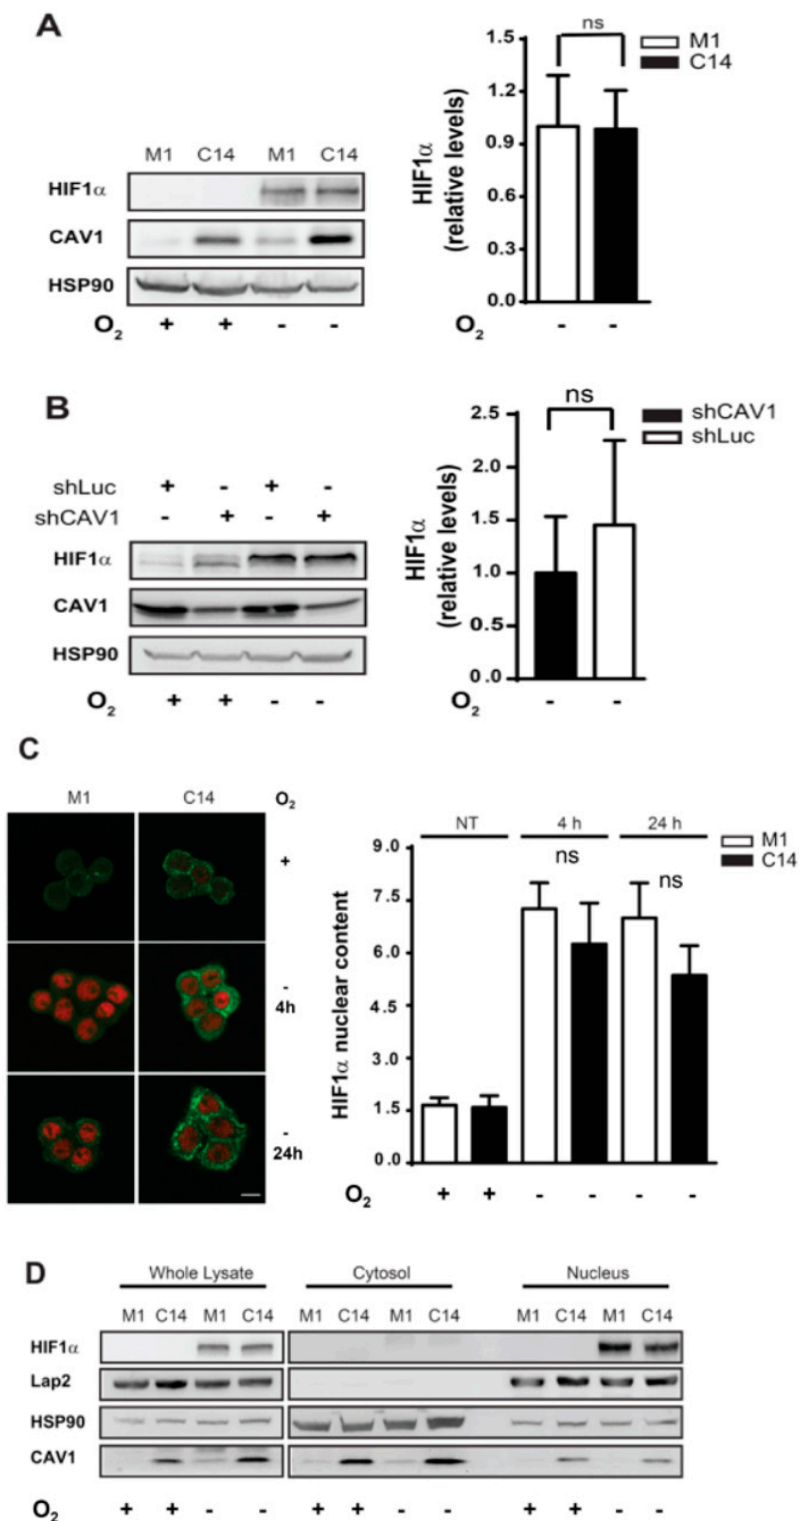 A
M1 C14 M1 C14
HIF1α
CAV1
HSP90
O2 + + - -
ns
M1
C14
HIF1α
(relative levels)
1.5
1.2
0.9
0.6
0.3
0.0
O2 - -
B
shLuc + - + -
shCAV1 - + - +
HIF1α
CAV1
HSP90
O2 + + - -
ns
shCAV1
shLuc
HIF1α
(relative levels)
2.5
2.0
1.5
1.0
0.5
0.0
O2 - -
C
M1 C14 O2
+
-
4h
-
24h
NT 4 h 24 h
ns
ns
M1
C14
HIF1α nuclear content
9.0
7.5
6.0
4.5
3.0
1.5
0.0
O2 + + - - - -
D
Whole Lysate Cytosol Nucleus
M1 C14 M1 C14 M1 C14 M1 C14 M1 C14 M1 C14
HIF1α
Lap2
HSP90
CAV1
O2 + + - - + + - - + + - -